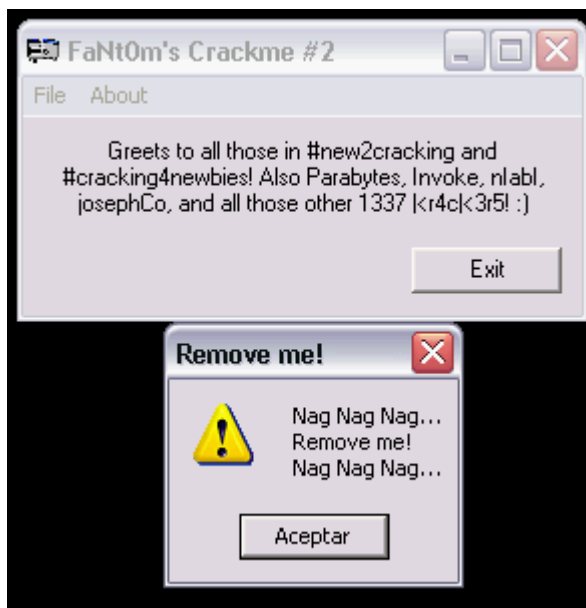 FaNt0m's Crackme #2
File About
Greets to all those in #new2cracking and
#cracking4newbies! Also Parabytes, Invoke, nlabl,
josephCo, and all those other 1337 |<r4c|<3r5! :)
Exit
Remove me!
Nag Nag Nag...
Remove me!
Nag Nag Nag...
Aceptar